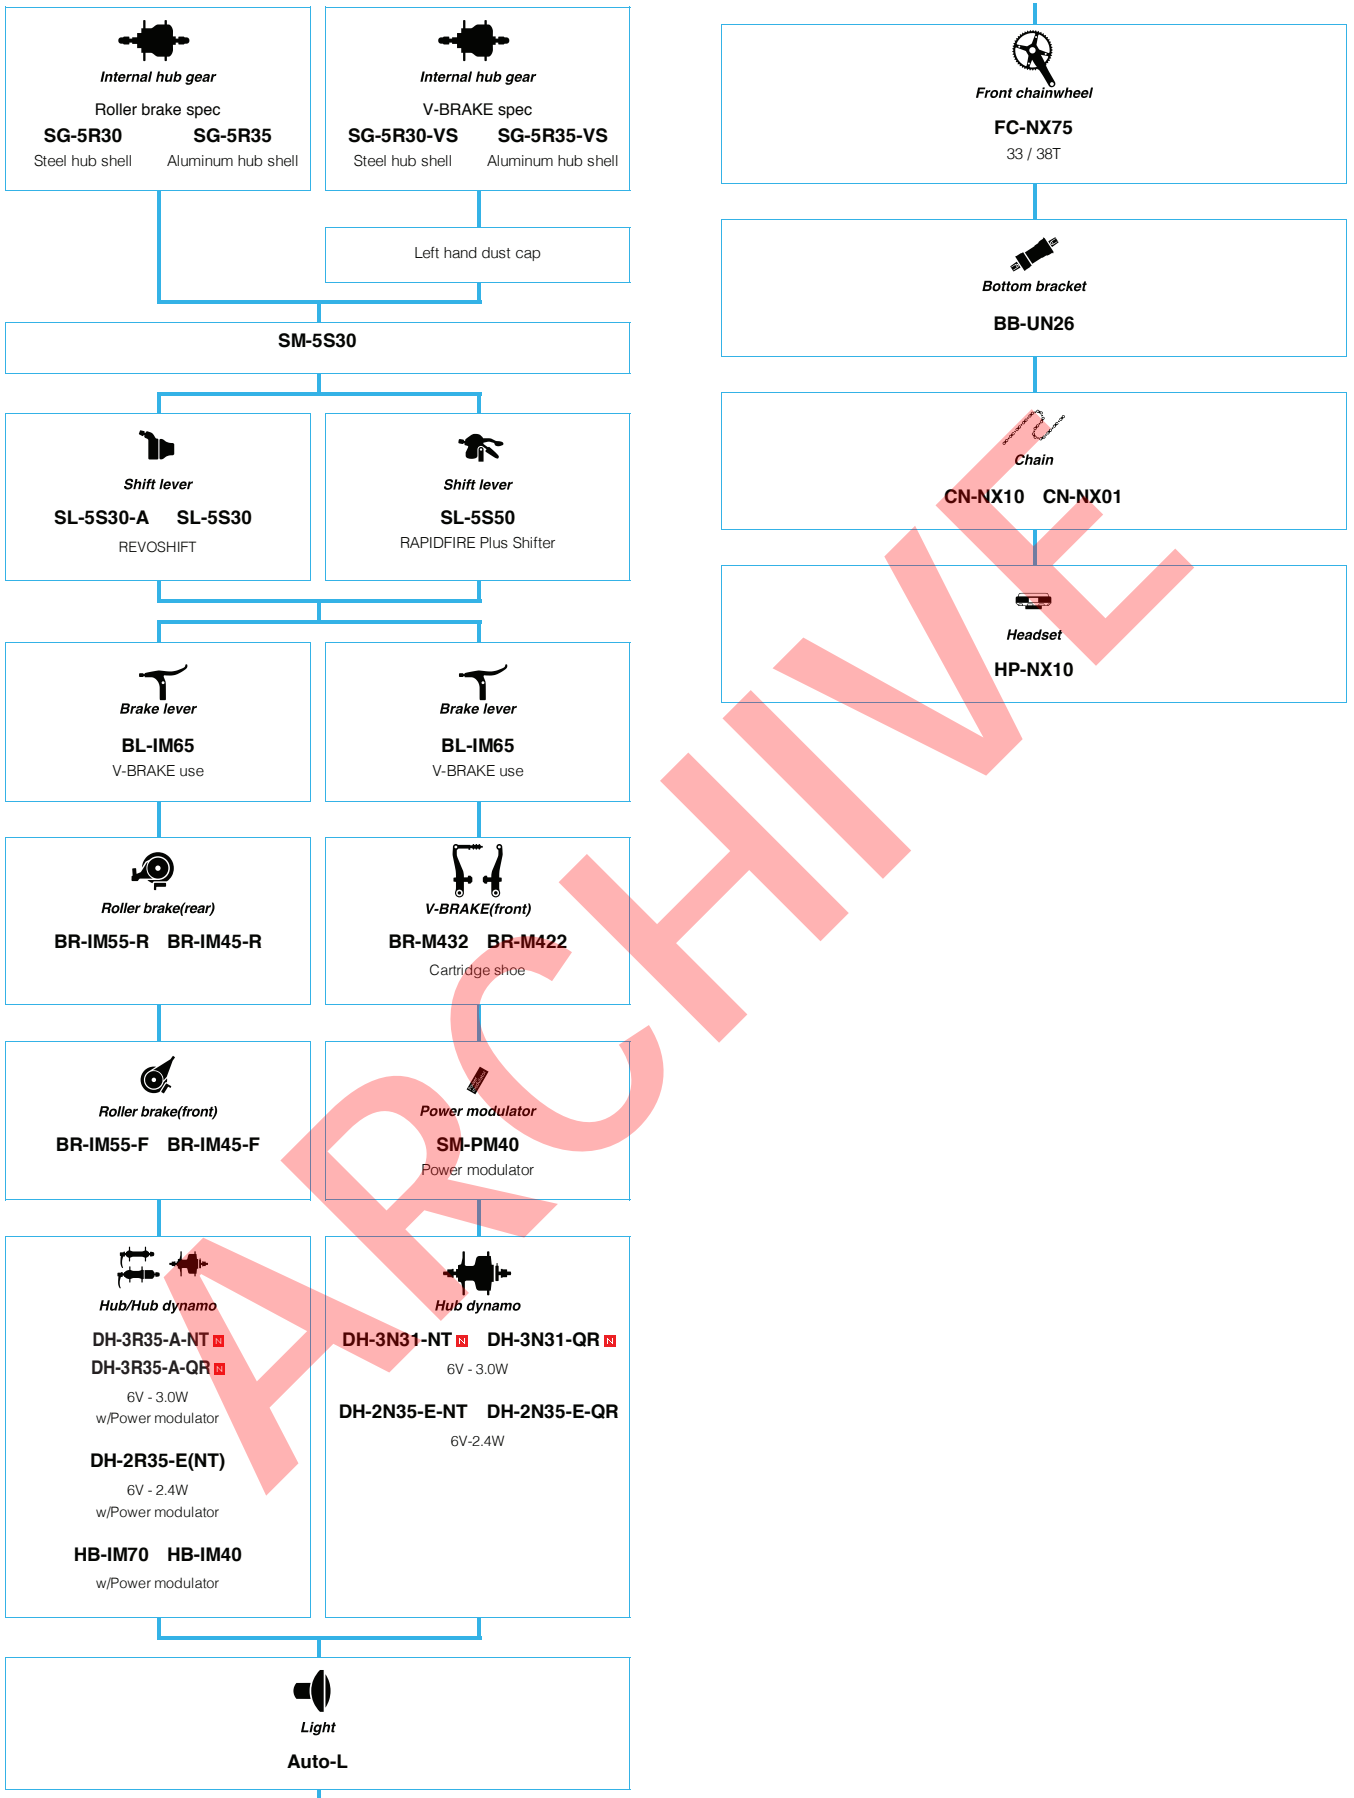 Internal hub gear
Roller brake spec
SG-5R30 SG-5R35
Steel hub shell Aluminum hub shell
Internal hub gear
V-BRAKE spec
SG-5R30-VS SG-5R35-VS
Steel hub shell Aluminum hub shell
Left hand dust cap
SM-5S30
Shift lever
SL-5S30-A SL-5S30
REVOSHIFT
Shift lever
SL-5S50
RAPIDFIRE Plus Shifter
Brake lever
BL-IM65
V-BRAKE use
Brake lever
BL-IM65
V-BRAKE use
Roller brake(rear)
BR-IM55-R BR-IM45-R
V-BRAKE(front)
BR-M432 BR-M422
Cartridge shoe
Roller brake(front)
BR-IM55-F BR-IM45-F
Power modulator
SM-PM40
Power modulator
Hub/Hub dynamo
DH-3R35-A-NT N
DH-3R35-A-QR N
6V - 3.0W
w/Power modulator
DH-2R35-E(NT)
6V - 2.4W
w/Power modulator
HB-IM70 HB-IM40
w/Power modulator
Hub dynamo
DH-3N31-NT N DH-3N31-QR N
6V - 3.0W
DH-2N35-E-NT DH-2N35-E-QR
6V-2.4W
Light
Auto-L
Front chainwheel
FC-NX75
33 / 38T
Bottom bracket
BB-UN26
Chain
CN-NX10 CN-NX01
Headset
HP-NX10
ARCHIVE